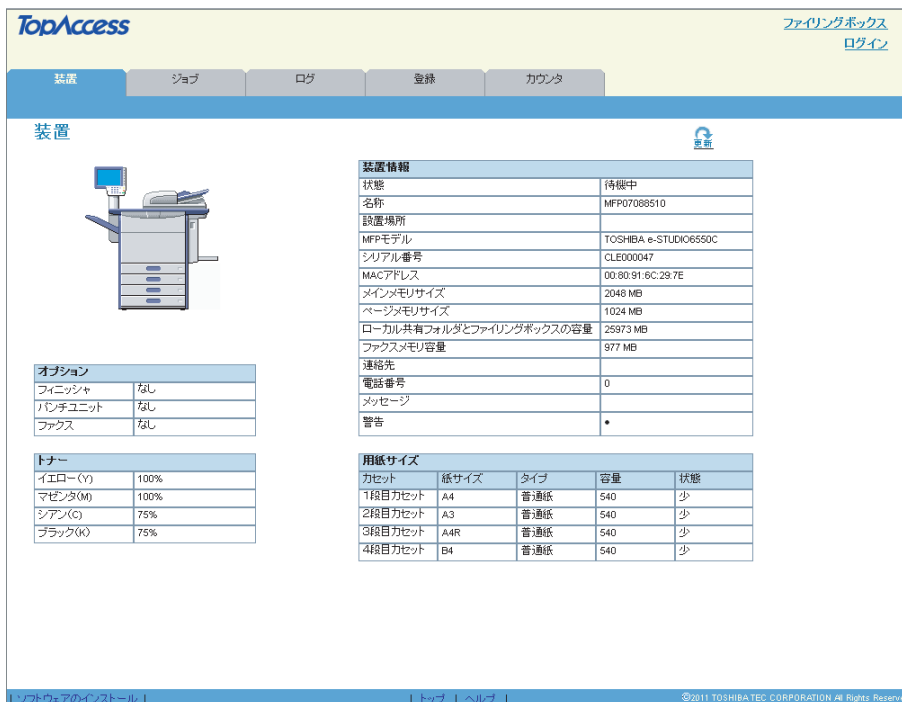 TopAccess
ファイリングボックス
ログイン
装置 ジョブ ログ 登録 カウンタ
装置
更新
装置情報
状態 待機中
名称 MFP07088510
設置場所
MFPモデル TOSHIBA e-STUDIO6550C
シリアル番号 CLE000047
MACアドレス 00:80:91:6C:29:7E
メインメモリサイズ 2048 MB
ページメモリサイズ 1024 MB
ローカル共有フォルダとファイリングボックスの容量 25973 MB
ファクスメモリ容量 977 MB
連絡先
電話番号 0
メッセージ
警告 •
オプション
フィニッシャ なし
パンチユニット なし
ファクス なし
トナー
イエロー(Y) 100%
マゼンタ(M) 100%
シアン(C) 75%
ブラック(K) 75%
用紙サイズ
カセット 紙サイズ タイプ 容量 状態
1段目カセット A4 普通紙 540 少
2段目カセット A3 普通紙 540 少
3段目カセット A4R 普通紙 540 少
4段目カセット B4 普通紙 540 少
| ソフトウェアのインストール | | トップ | ヘルプ | ©2011 TOSHIBA TEC CORPORATION All Rights Reserve